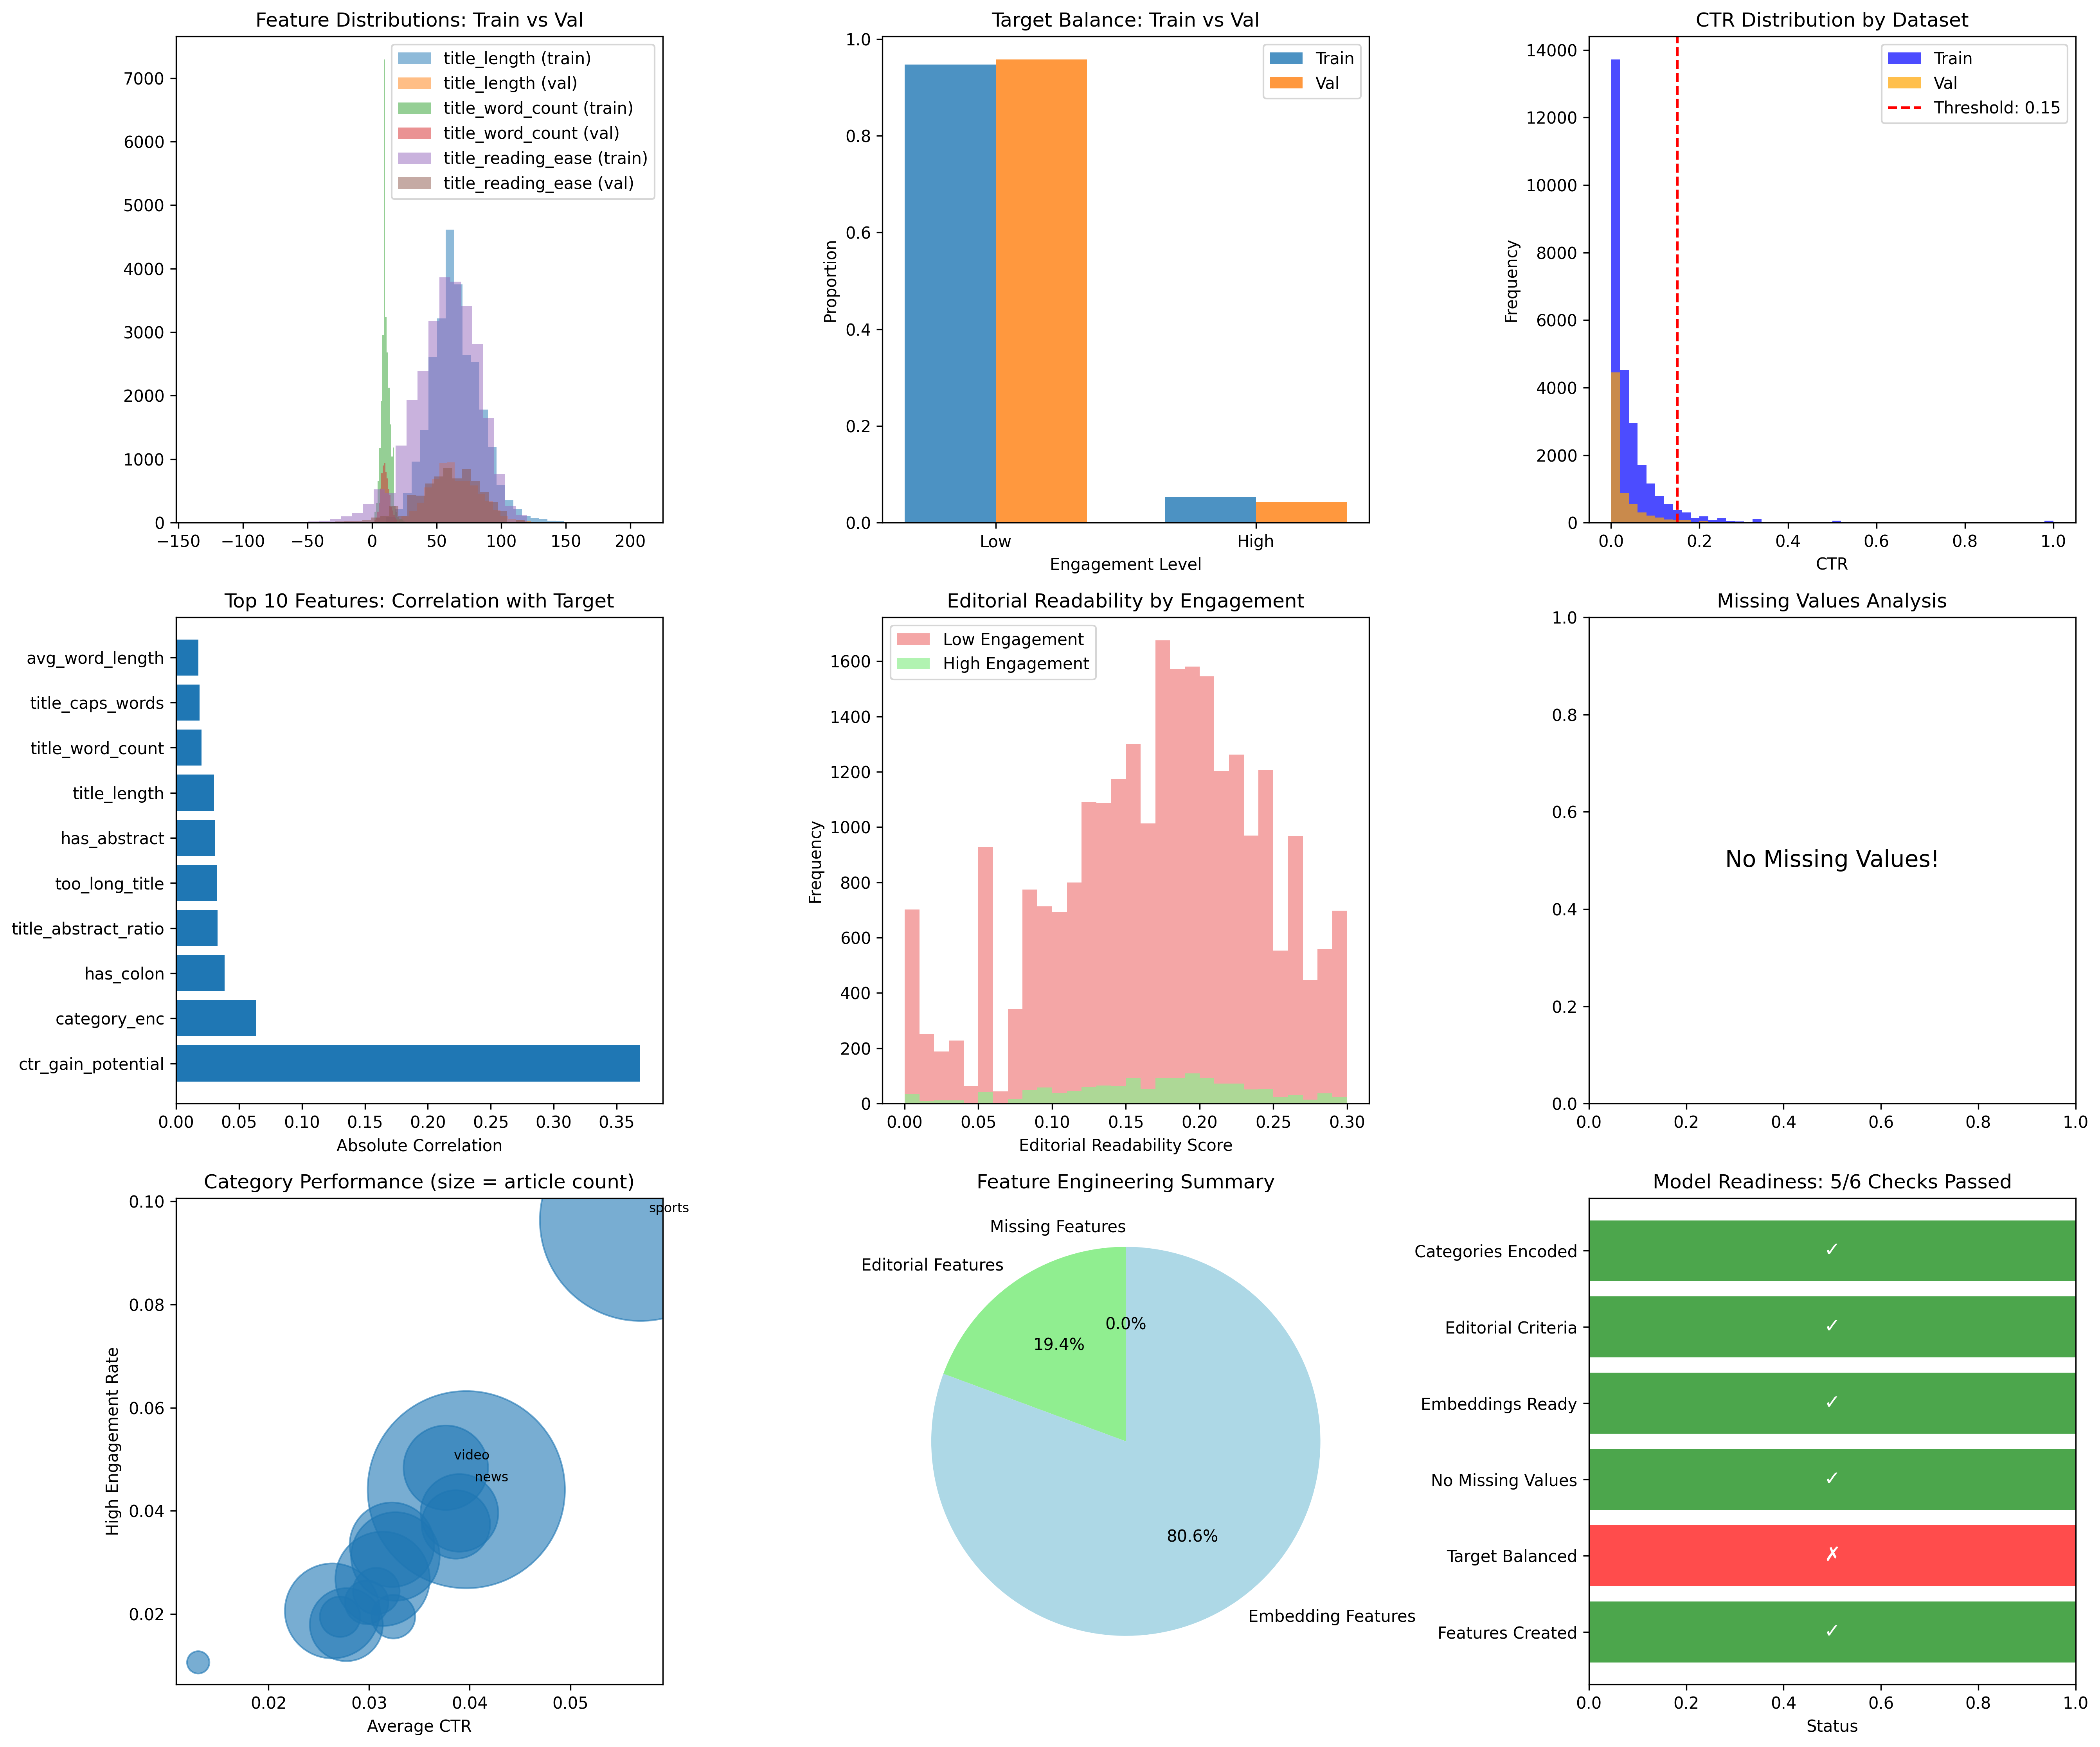 Feature Distributions: Train vs Val
title_length (train)
title_length (val)
title_word_count (train)
title_word_count (val)
title_reading_ease (train)
title_reading_ease (val)
7000
6000
5000
4000
3000
2000
1000
0
−150 −100 −50 0 50 100 150 200
Target Balance: Train vs Val
Train
Val
1.0
0.8
0.6
0.4
0.2
0.0
Proportion
Low High
Engagement Level
CTR Distribution by Dataset
Train
Val
Threshold: 0.15
14000
12000
10000
8000
6000
4000
2000
0
Frequency
0.0 0.2 0.4 0.6 0.8 1.0
CTR
Top 10 Features: Correlation with Target
avg_word_length
title_caps_words
title_word_count
title_length
has_abstract
too_long_title
title_abstract_ratio
has_colon
category_enc
ctr_gain_potential
0.00 0.05 0.10 0.15 0.20 0.25 0.30 0.35
Absolute Correlation
Editorial Readability by Engagement
Low Engagement
High Engagement
1600
1400
1200
1000
800
600
400
200
0
Frequency
0.00 0.05 0.10 0.15 0.20 0.25 0.30
Editorial Readability Score
Missing Values Analysis
1.0
0.8
0.6
0.4
0.2
0.0
No Missing Values!
0.0 0.2 0.4 0.6 0.8 1.0
Category Performance (size = article count)
sports
video
news
0.10
0.08
0.06
0.04
0.02
High Engagement Rate
0.02 0.03 0.04 0.05
Average CTR
Feature Engineering Summary
Missing Features
Editorial Features
0.0%
19.4%
80.6%
Embedding Features
Model Readiness: 5/6 Checks Passed
Categories Encoded ✓
Editorial Criteria ✓
Embeddings Ready ✓
No Missing Values ✓
Target Balanced ✗
Features Created ✓
0.0 0.2 0.4 0.6 0.8 1.0
Status